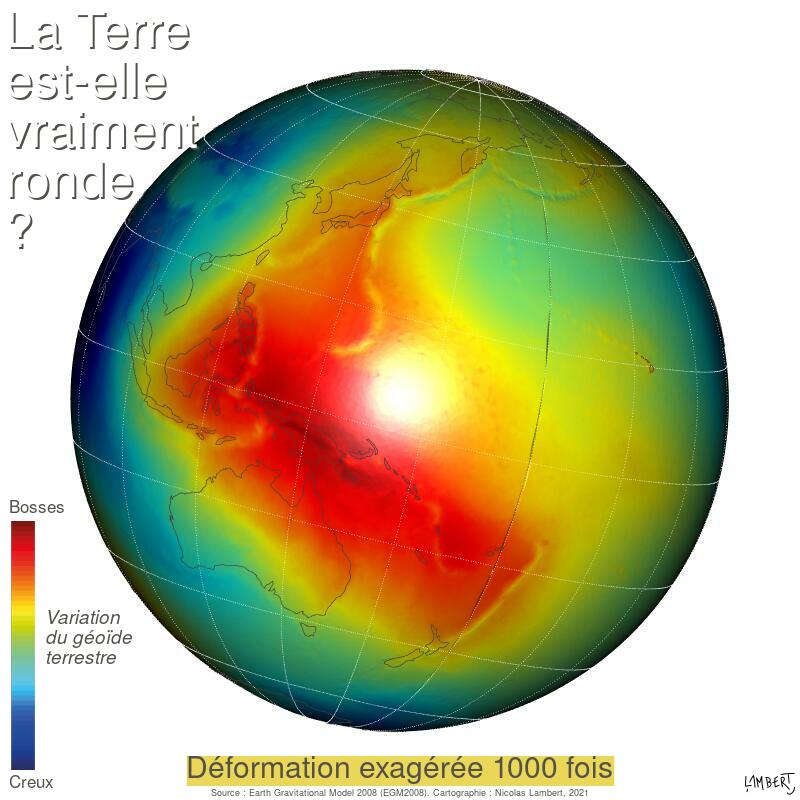 La Terre
est-elle
vraiment
ronde
?
Bosses
Variation
du géoïde
terrestre
Creux
Déformation exagérée 1000 fois
Source : Earth Gravitational Model 2008 (EGM2008). Cartographie : Nicolas Lambert, 2021
LAMBERT